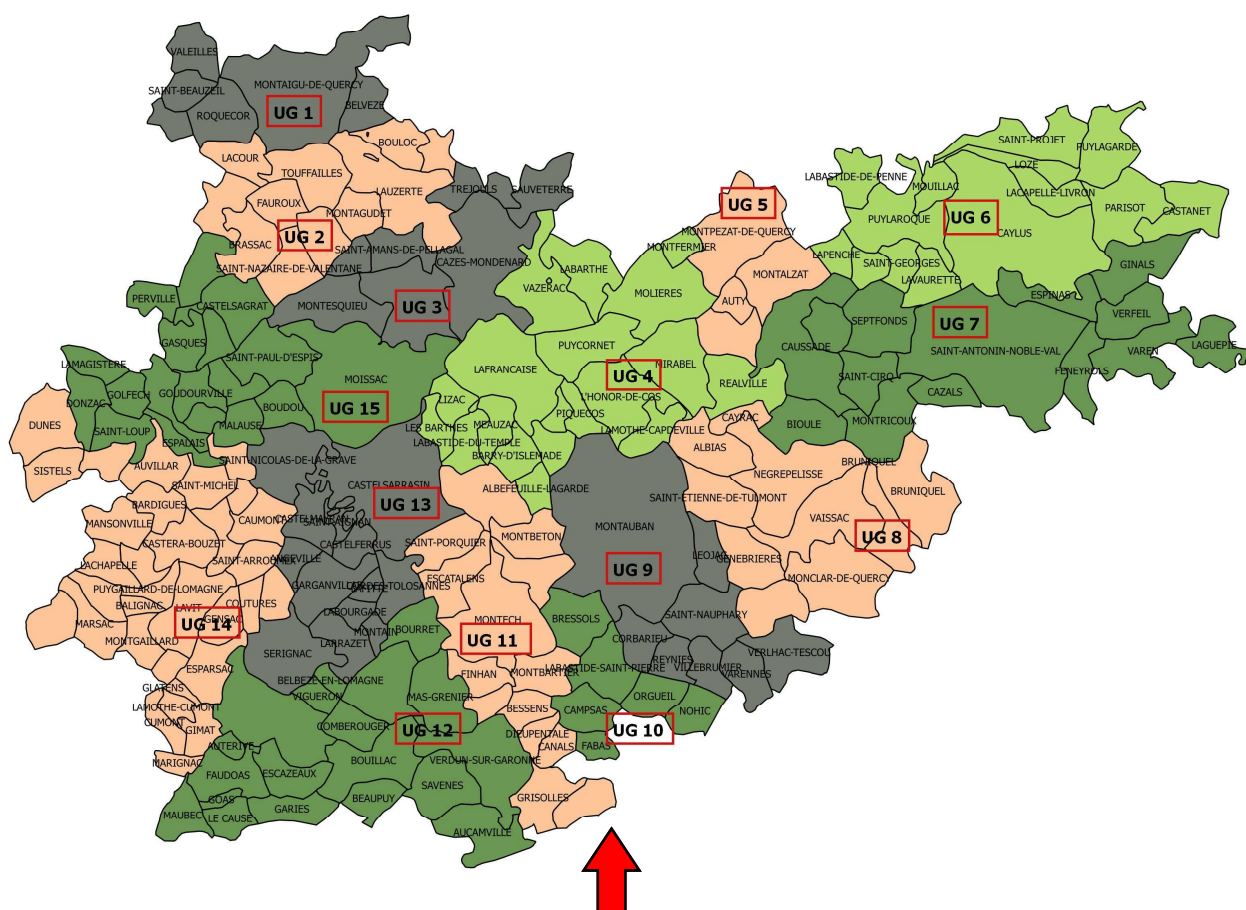 VALEILLES
SAINT-BEAUZEIL
MONTAIGU-DE-QUERCY
ROQUECOR
UG 1
BELVEZE
BOULOC
LACOUR
TOUFFAILLES
TREJOULS
SAUVETERRE
LAUZERTE
FAUROUX
MONTAGUDET
UG 2
BRASSAC
SAINT-AMANS-DE-PELLAGAL
CAZES-MONDENARD
SAINT-NAZAIRE-DE-VALENTANE
MONTESQUIEU
UG 3
SAINT-PROJET
PUYLAGARDE
LABASTIDE-DE-PENNE
LOZE
MOUILLAC
LACAPELLE-LIVRON
UG 5
PUYLAROQUE
UG 6
PARISOT
CASTANET
MONTPEZAT-DE-QUERCY
CAYLUS
MONTFERMIER
LAPENCHE
SAINT-GEORGES
GINALS
LABARTHE
MONTALZAT
LAVAURETTE
VAZERAC
MOLIERES
AUTY
ESPINAS
PERVILLE
CASTELSAGRAT
SEPTFONDS
UG 7
VERFEIL
GASQUES
PUYCORNET
CAUSSADE
SAINT-ANTONIN-NOBLE-VAL
VAREN
LAGUEPIE
SAINT-PAUL-D'ESPIS
LAMAGISTERE
MIRABEL
LAFRANCAISE
UG 4
FENEYROLS
MOISSAC
REALVILLE
SAINT-CIRQ
GOLFECH
GOUDOURVILLE
CAZALS
DONZAC
BOUDOU
UG 15
LIZAC
L'HONOR-DE-COS
DUNES
MALAUSE
PIQUECOS
CAYRAC
BIOULE
MONTRICOUX
SAINT-LOUP
LES BARTHES
MEAUZAC
LAMOTHE-CAPDEVILLE
ESPALAIS
LABASTIDE-DU-TEMPLE
ALBIAS
BARRY-D'ISLEMADE
SAINT-NICOLAS-DE-LA-GRAVE
BRUNIQUEL
SISTELS
AUVILLAR
NEGREPELISSE
SAINT-MICHEL
CASTELSARRASIN
ALBEFEUILLE-LAGARDE
BRUNIQUEL
SAINT-ETIENNE-DE-TULMONT
BARDIGUES
UG 13
MANSONVILLE
CAUMONT
CASTELMAYRAN
SAINT-AIGNAN
VAISSAC
MONTAUBAN
CASTERA-BOUZET
CASTELFERRUS
SAINT-PORQUIER
MONTBETON
UG 8
LEOJAC
GENEBRIERES
SAINT-ARROUMEX
ANGEVILLE
LACHAPELLE
UG 9
ESCATALENS
MONCLAR-DE-QUERCY
GARGANVILLAR
CORDES-TOLOSANNES
PUYGAILLARD-DE-LOMAGNE
LAFITTE
BALIGNAC
LAVIT
COUTURES
LABOURGADE
SAINT-NAUPHARY
MARSAC
UG 14
GENSAC
MONTECH
BRESSOLS
MONTAIN
BOURRET
UG 11
CORBARIEU
MONTGAILLARD
LARRAZET
SERIGNAC
REYNIES
VERLHAC-TESCOU
VILLEBRUMIER
LABASTIDE-SAINT-PIERRE
VARENNES
ESPARSAC
FINHAN
MONTBARTIER
BELBEZE-EN-LOMAGNE
GLATENS
VIGUERON
MAS-GRENIER
ORGUEIL
LAMOTHE-CUMONT
BESSENS
CAMPSAS
NOHIC
CUMONT
GIMAT
COMBEROUGER
UG 12
DIEUPENTALE
UG 10
AUTERIVE
CANALS
FABAS
MARIGNAC
BOUILLAC
VERDUN-SUR-GARONNE
FAUDOAS
ESCAZEAUX
SAVENES
GOAS
BEAUPUY
GRISOLLES
MAUBEC
LE CAUSE
GARIES
AUCAMVILLE